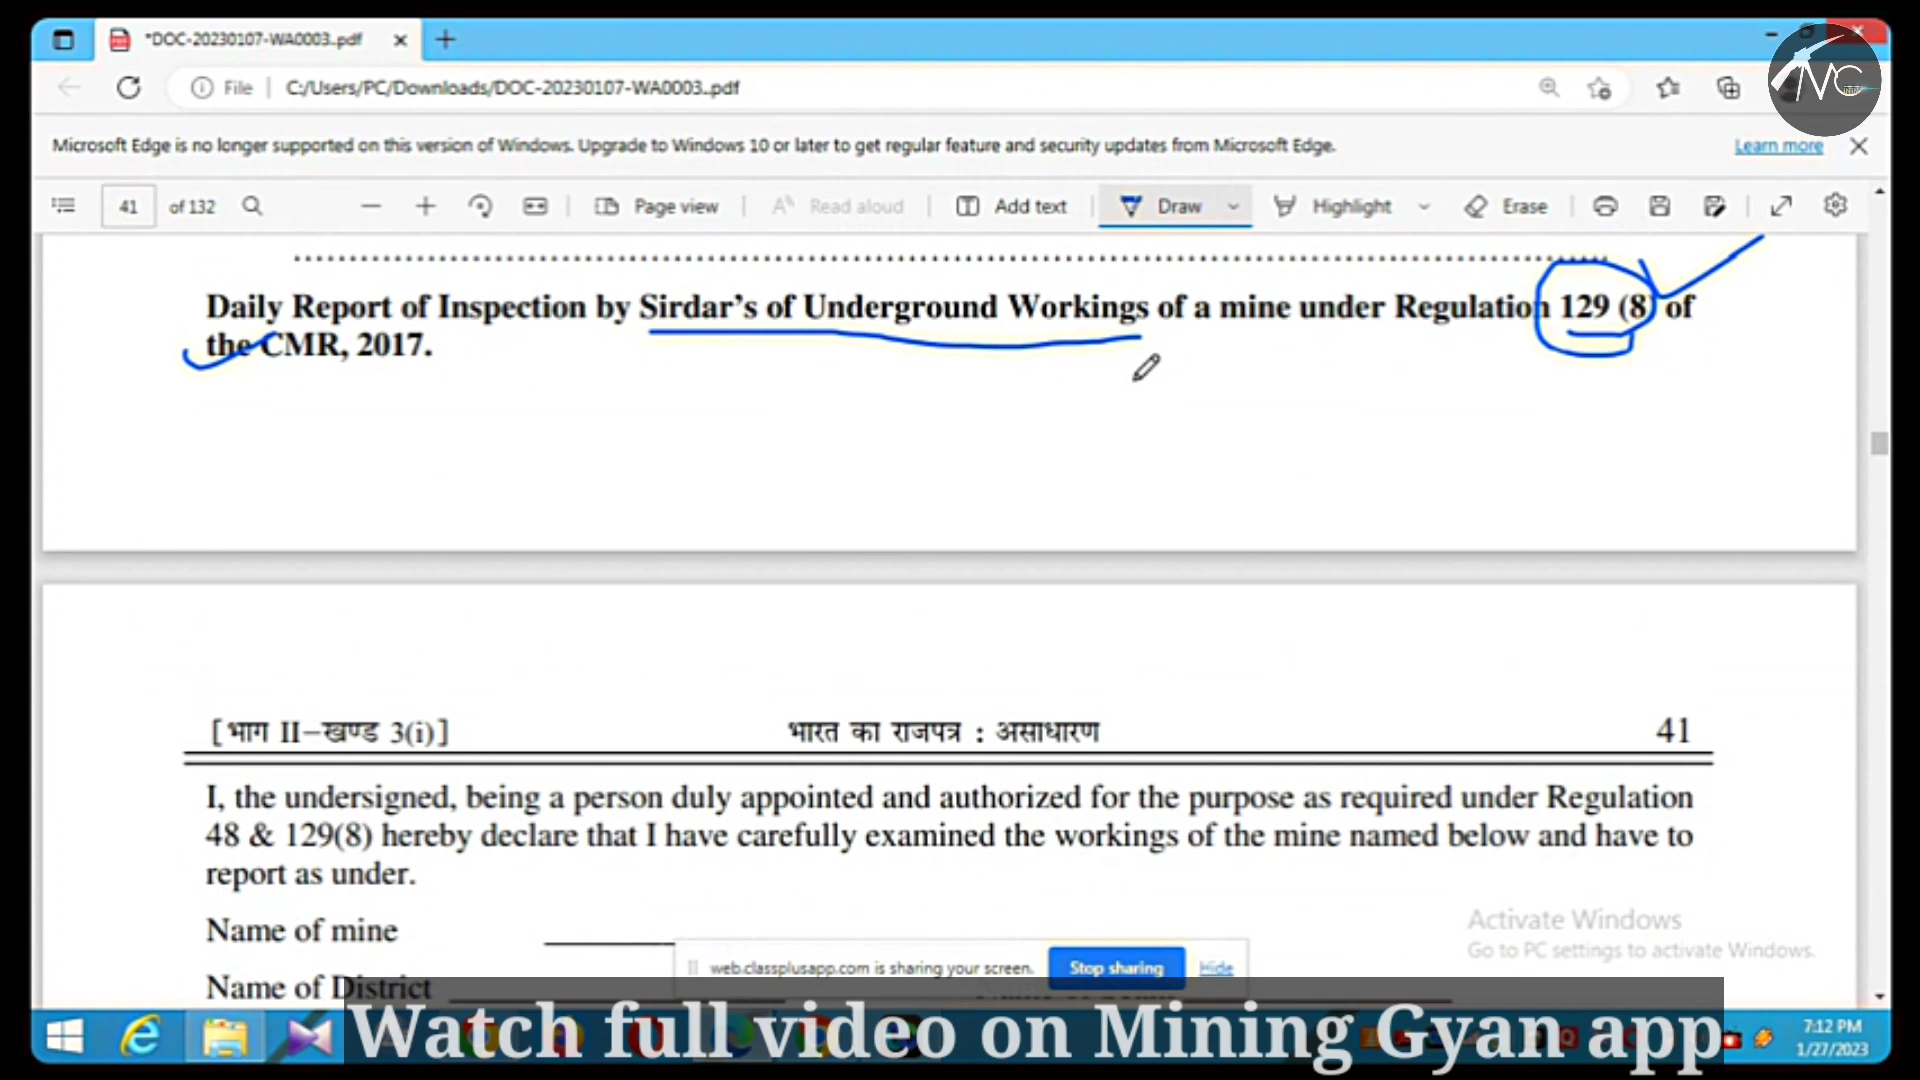 *DOC-20230107-WA0003..pdf
File | C:/Users/PC/Downloads/DOC-20230107-WA0003..pdf
Microsoft Edge is no longer supported on this version of Windows. Upgrade to Windows 10 or later to get regular feature and security updates from Microsoft Edge.
Learn more
41 of 132 Page view Read aloud Add text Draw Highlight Erase
Daily Report of Inspection by Sirdar's of Underground Workings of a mine under Regulation 129 (8) of
the CMR, 2017.
[भाग II—खण्ड 3(i)] भारत का राजपत्र : असाधारण 41
I, the undersigned, being a person duly appointed and authorized for the purpose as required under Regulation
48 & 129(8) hereby declare that I have carefully examined the workings of the mine named below and have to
report as under.
Name of mine
Activate Windows
Go to PC settings to activate Windows.
web.classplusapp.com is sharing your screen. Stop sharing Hide
Name of District
Watch full video on Mining Gyan app
7:12 PM
1/27/2023